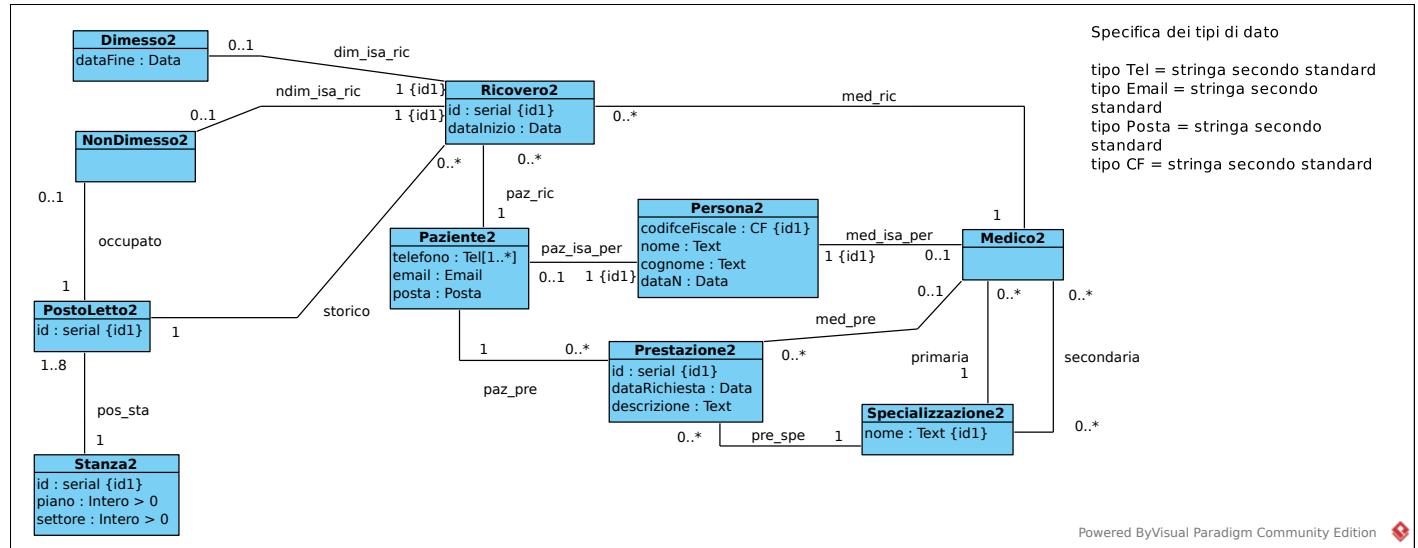 Dimesso2
dataFine : Data
0..1
dim_isa_ric
1 {id1}
ndim_isa_ric
1 {id1}
0..1
Ricovero2
id : serial {id1}
dataInizio : Data
0..*
med_ric
1
Specifica dei tipi di dato
tipo Tel = stringa secondo standard
tipo Email = stringa secondo
standard
tipo Posta = stringa secondo
standard
tipo CF = stringa secondo standard
NonDimesso2
0..1
occupato
1
0..*
0..*
paz_ric
1
storico
1
Paziente2
telefono : Tel[1..*]
email : Email
posta : Posta
paz_isa_per
0..1
1 {id1}
Persona2
codifceFiscale : CF {id1}
nome : Text
cognome : Text
dataN : Data
med_isa_per
1 {id1}
0..1
Medico2
0..1
0..*
0..*
PostoLetto2
id : serial {id1}
1..8
pos_sta
1
Stanza2
id : serial {id1}
piano : Intero > 0
settore : Intero > 0
1
0..*
paz_pre
Prestazione2
id : serial {id1}
dataRichiesta : Data
descrizione : Text
med_pre
0..*
primaria
1
secondaria
0..*
0..*
pre_spe
1
Specializzazione2
nome : Text {id1}
Powered ByVisual Paradigm Community Edition